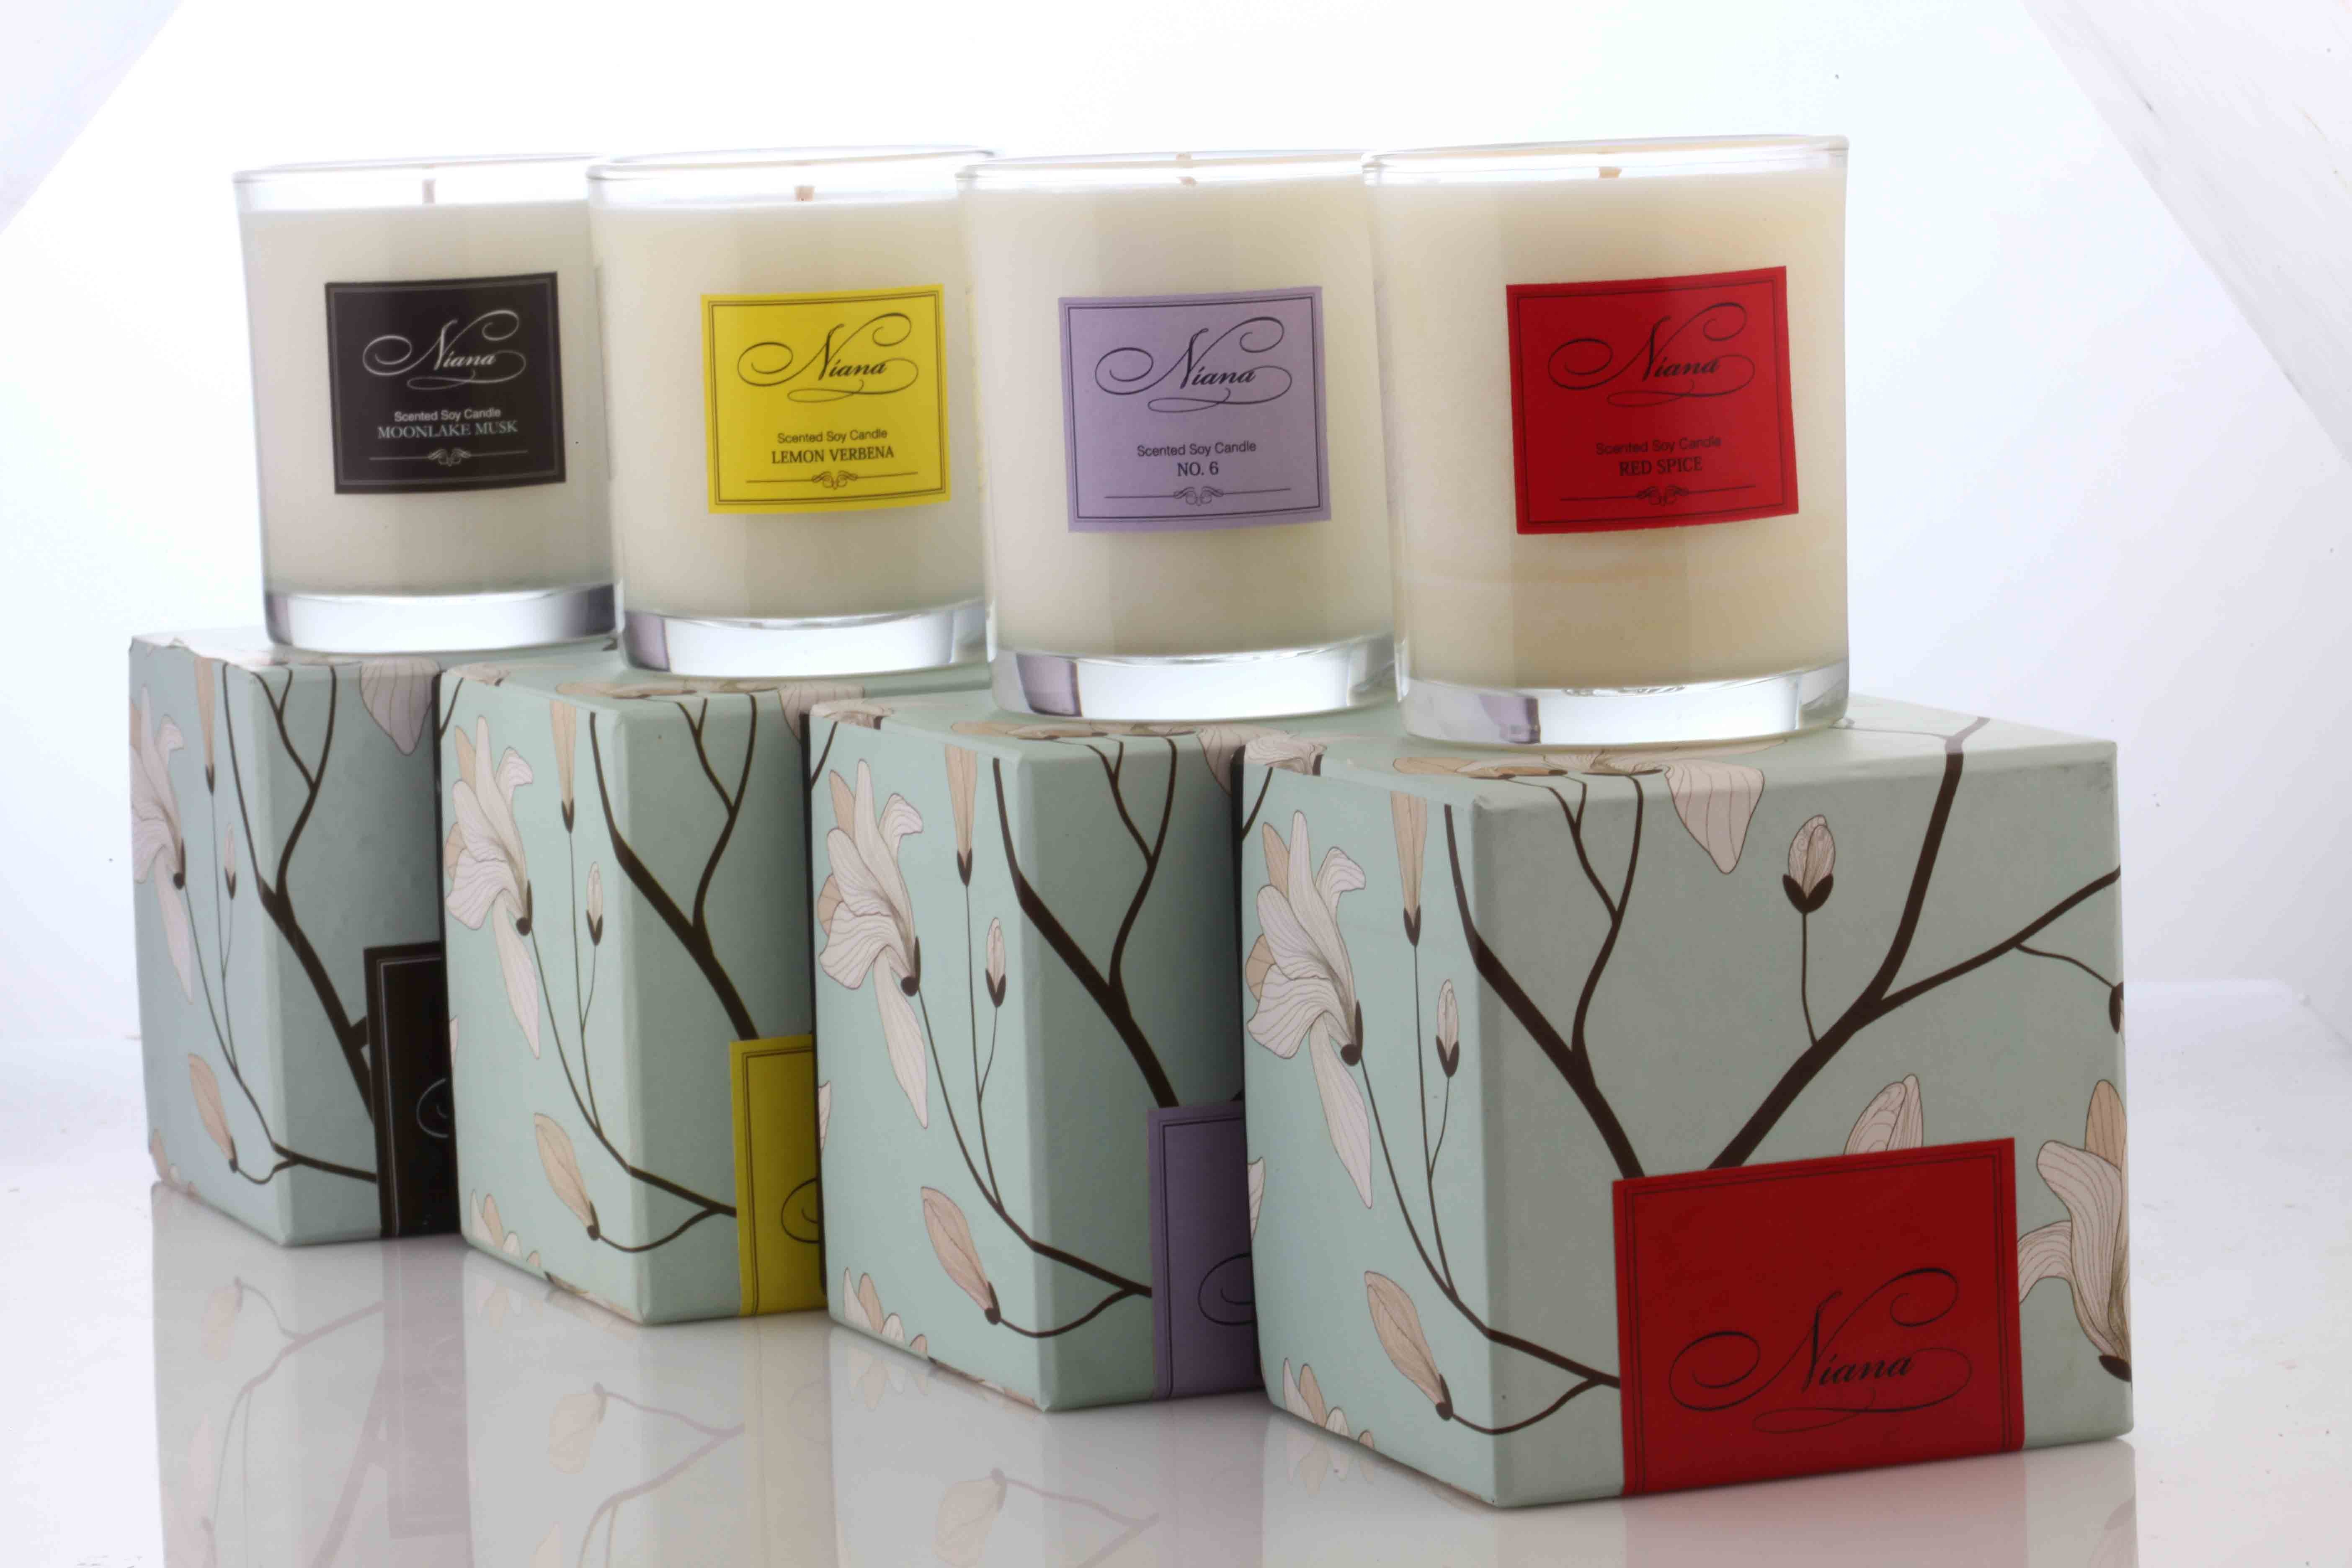 Niana
Scented Soy Candle
MOONLAKE MUSK
Niana
Scented Soy Candle
LEMON VERBENA
Niana
Scented Soy Candle
NO. 6
Niana
Scented Soy Candle
RED SPICE
Niana